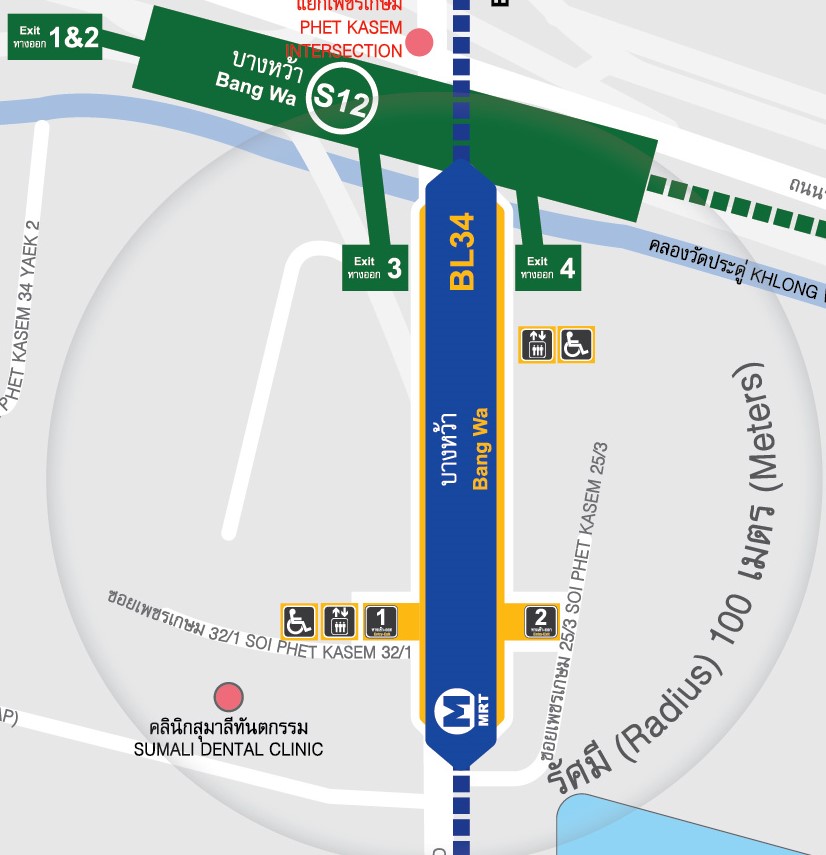 แยกเพชรเกษม
PHET KASEM
INTERSECTION
Exit
ทางออก 1&2
บางหว้า
Bang Wa
S12
ถนน
Exit
ทางออก 3
Exit
ทางออก 4
BL34
คลองวัดประดู่ KHLONG
PHET KASEM 34 YAEK 2
บางหว้า
Bang Wa
รัศมี (Radius) 100 เมตร (Meters)
ซอยเพชรเกษม 25/3 SOI PHET KASEM 25/3
ซอยเพชรเกษม 32/1 SOI PHET KASEM 32/1
1
2
M
MRT
AP)
คลินิกสุมาลีทันตกรรม
SUMALI DENTAL CLINIC